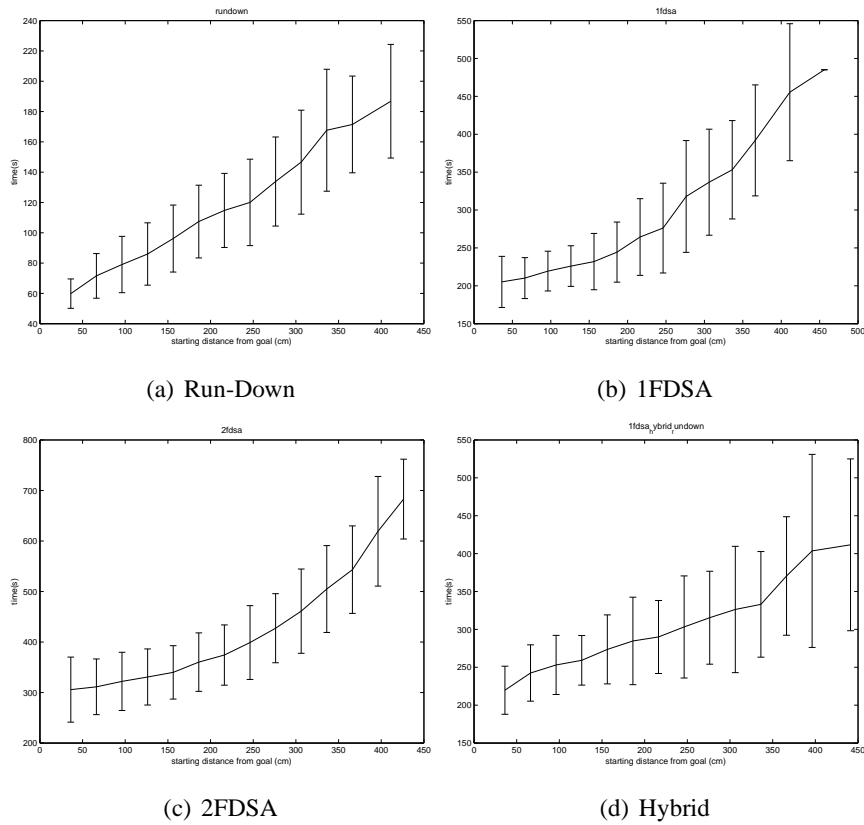 rundown
240
220
200
180
160
140
120
100
80
60
40
time(s)
0 50 100 150 200 250 300 350 400 450
starting distance from goal (cm)
(a) Run-Down
1fdsa
550
500
450
400
350
300
250
200
150
time(s)
0 50 100 150 200 250 300 350 400 450 500
starting distance from goal (cm)
(b) 1FDSA
2fdsa
800
700
600
500
400
300
200
time(s)
0 50 100 150 200 250 300 350 400 450
starting distance from goal (cm)
(c) 2FDSA
1fdsa_hybrid_rundown
550
500
450
400
350
300
250
200
150
time(s)
0 50 100 150 200 250 300 350 400 450
starting distance from goal (cm)
(d) Hybrid